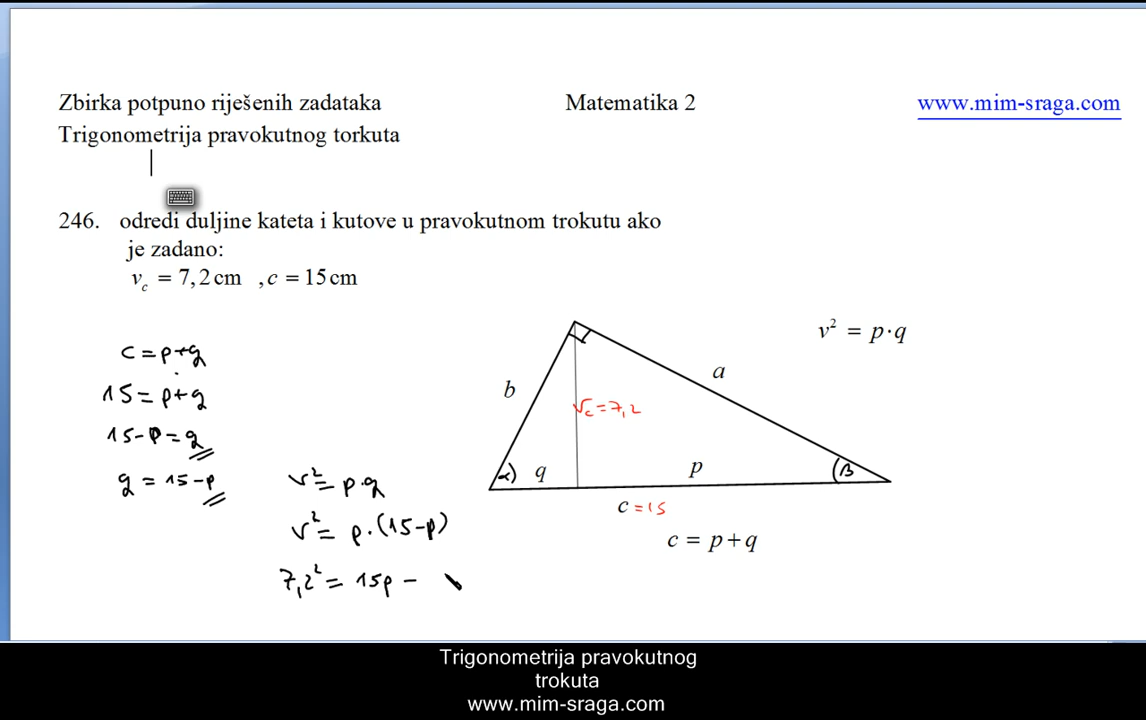 Zbirka potpuno riješenih zadataka Matematika 2 www.mim-sraga.com
Trigonometrija pravokutnog torkuta
246. odredi duljine kateta i kutove u pravokutnom trokutu ako
je zadano:
v_c = 7,2 cm , c = 15 cm
c = p+q
15 = p+q
15-p = q
q = 15-p
v² = p·q
v² = p·(15-p)
7,2² = 15p -
v² = p·q
b
a
v_c = 7,2
α
q
p
β
c = 15
c = p+q
Trigonometrija pravokutnog
trokuta
www.mim-sraga.com